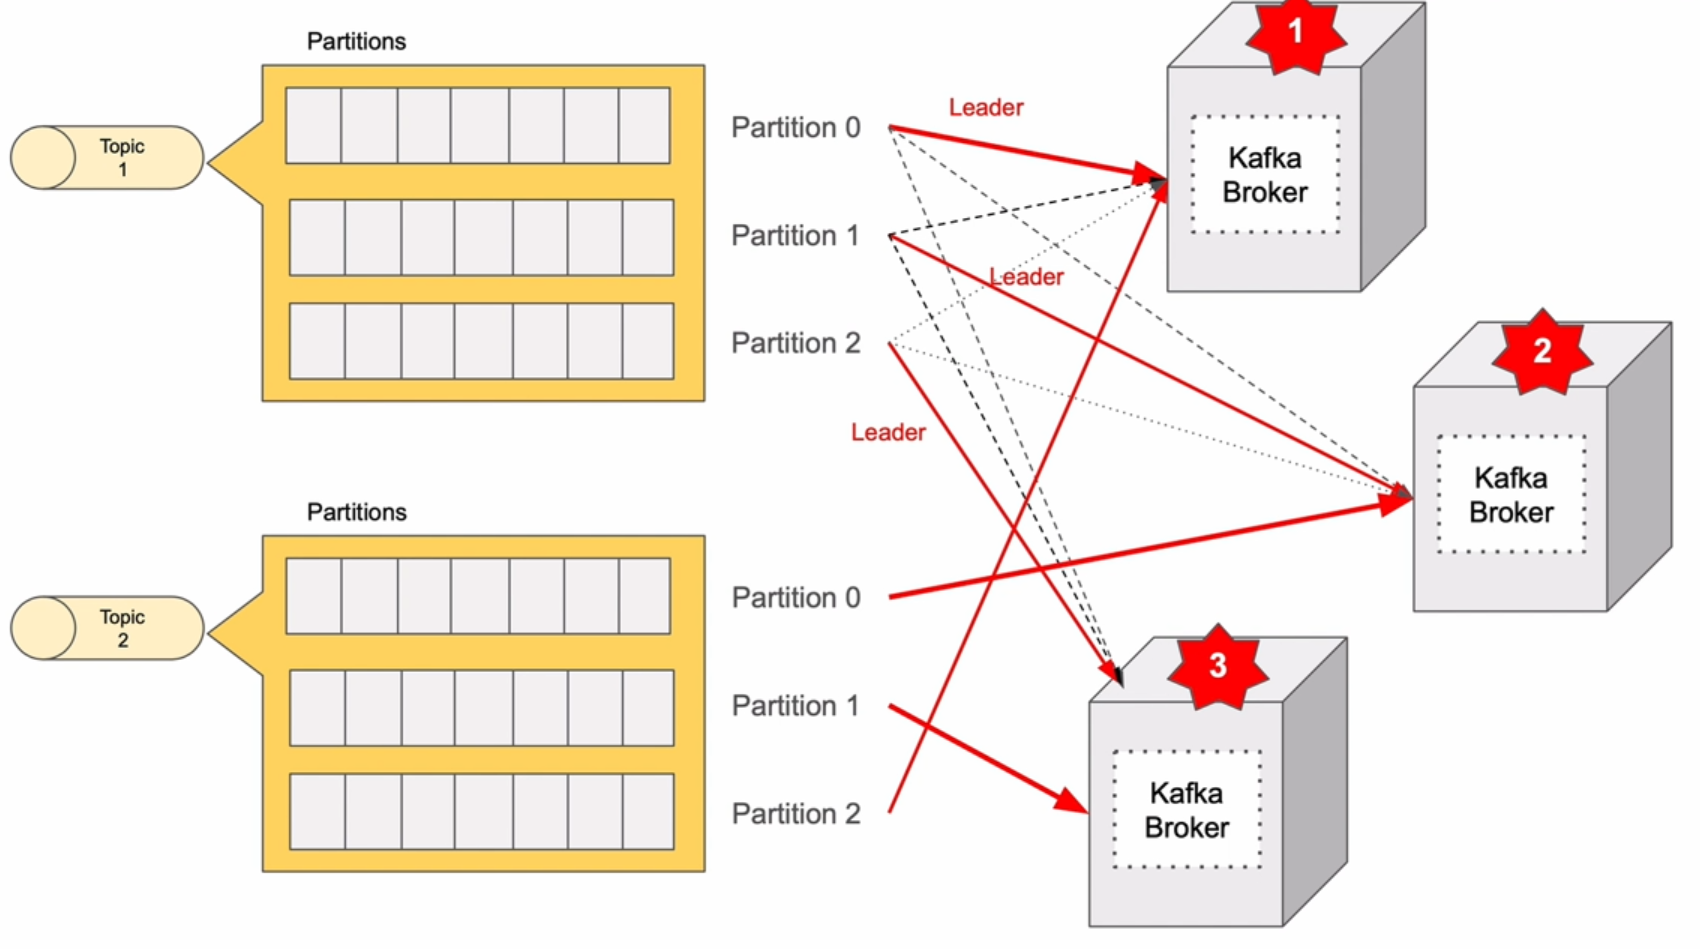 Partitions
Topic
1
Partition 0
Partition 1
Partition 2
Leader
Leader
Leader
1
Kafka
Broker
2
Kafka
Broker
Partitions
Topic
2
Partition 0
Partition 1
Partition 2
3
Kafka
Broker